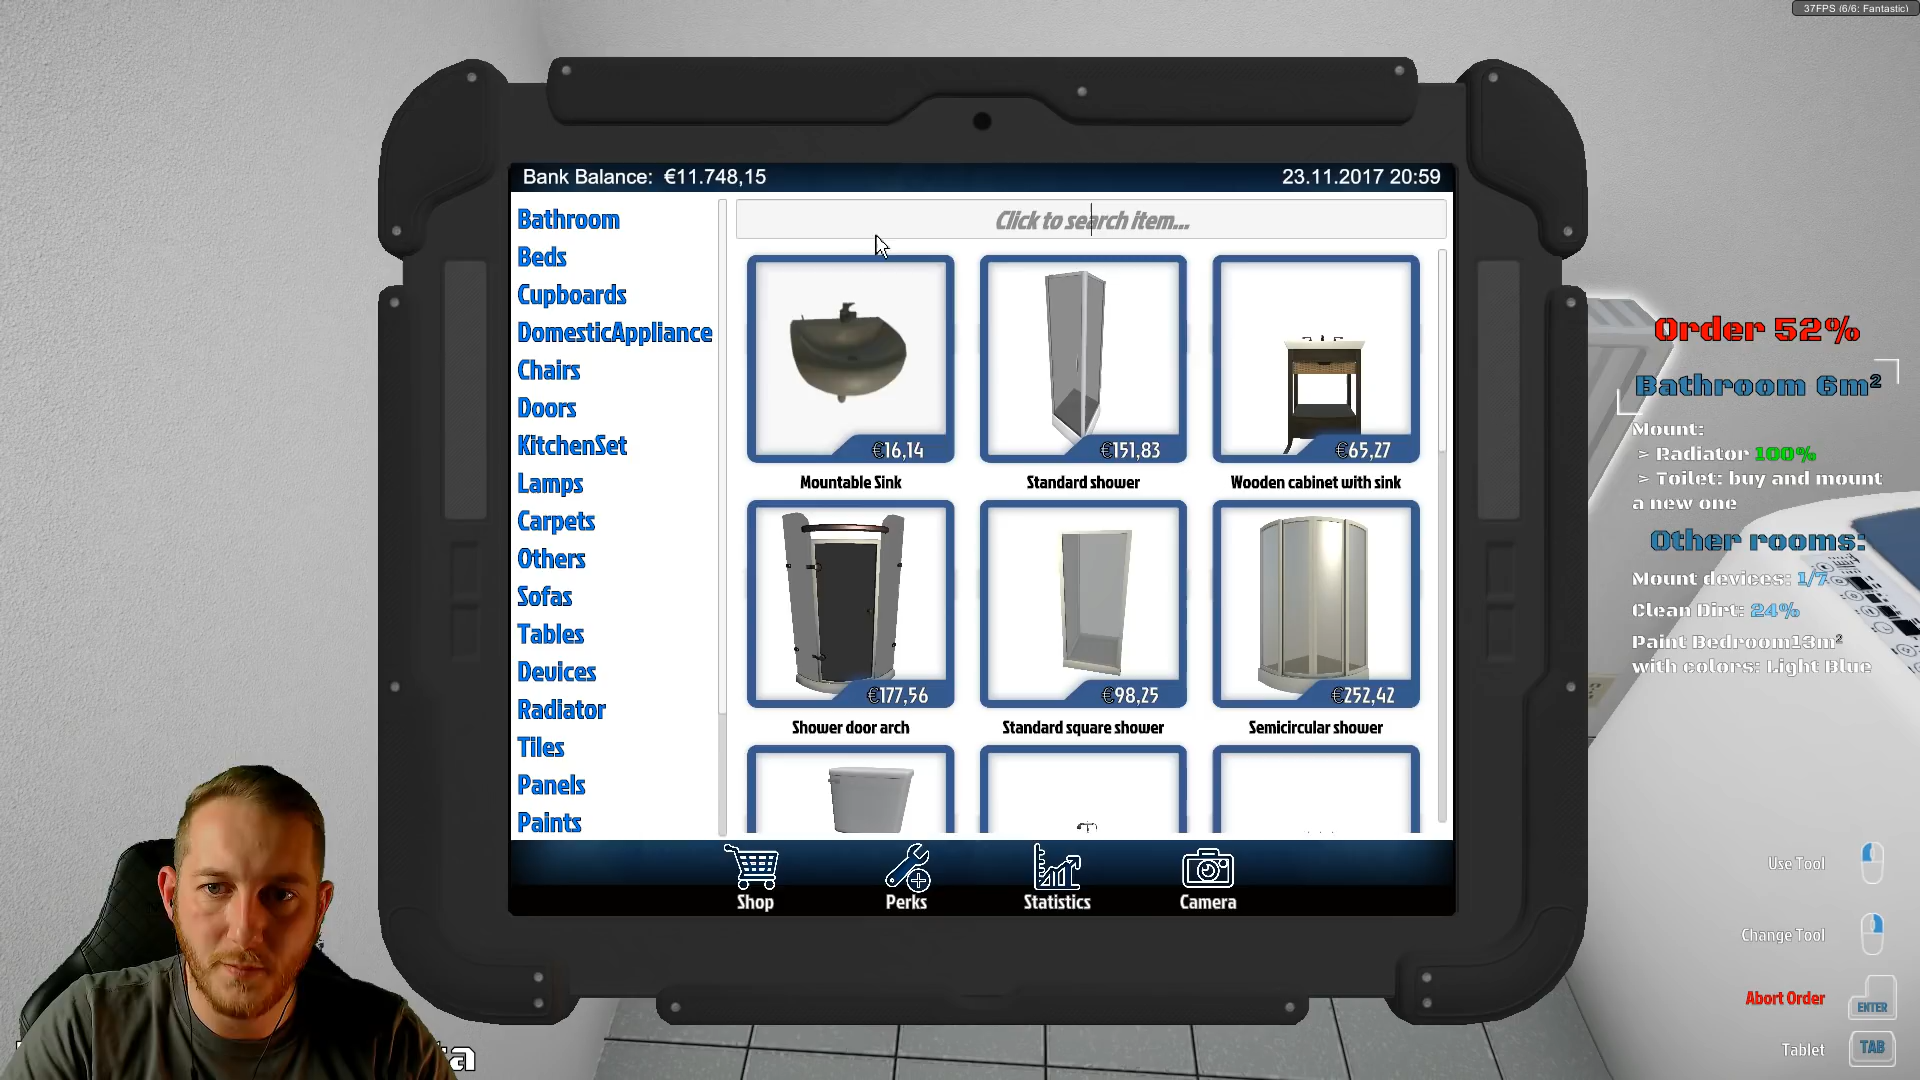 37FPS (6/6: Fantastic)
Bank Balance: €11.748,15
23.11.2017 20:59
Bathroom
Beds
Cupboards
DomesticAppliance
Chairs
Doors
KitchenSet
Lamps
Carpets
Others
Sofas
Tables
Devices
Radiator
Tiles
Panels
Paints
Click to search item...
€16,14
€151,83
€65,27
Mountable Sink
Standard shower
Wooden cabinet with sink
€177,56
€98,25
€252,42
Shower door arch
Standard square shower
Semicircular shower
Shop
Perks
Statistics
Camera
Order 52%
Bathroom 6m²
Mount:
> Radiator 100%
> Toilet: buy and mount
a new one
Other rooms:
Mount devices: 1/7
Clean Dirt: 24%
Paint Bedroom13m²
with colors: Light Blue
Use Tool
Change Tool
Abort Order
ENTER
Tablet
TAB